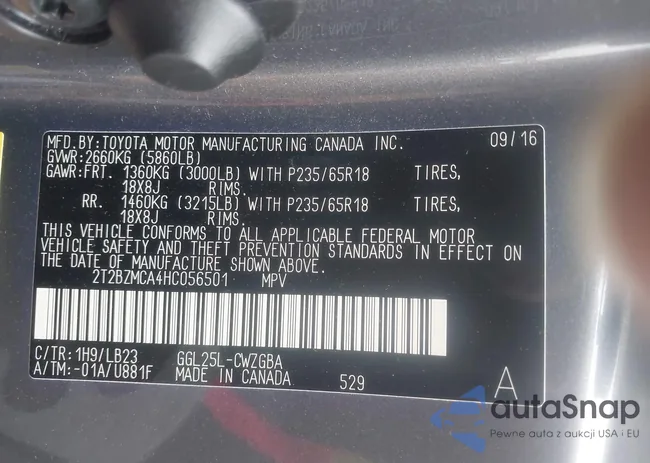 MFD.BY:TOYOTA MOTOR MANUFACTURING CANADA INC. 09/16
GVWR:2660KG (5860LB)
GAWR:FRT. 1360KG (3000LB) WITH P235/65R18 TIRES,
18X8J RIMS.
RR. 1460KG (3215LB) WITH P235/65R18 TIRES,
18X8J RIMS.
THIS VEHICLE CONFORMS TO ALL APPLICABLE FEDERAL MOTOR
VEHICLE SAFETY AND THEFT PREVENTION STANDARDS IN EFFECT ON
THE DATE OF MANUFACTURE SHOWN ABOVE.
2T2BZMCA4HC056501 MPV
C/TR:1H9/LB23 GGL25L-CWZGBA
A/TM:-01A/U881F MADE IN CANADA 529 A
autaSnap
Pewne auta z aukcji USA i EU